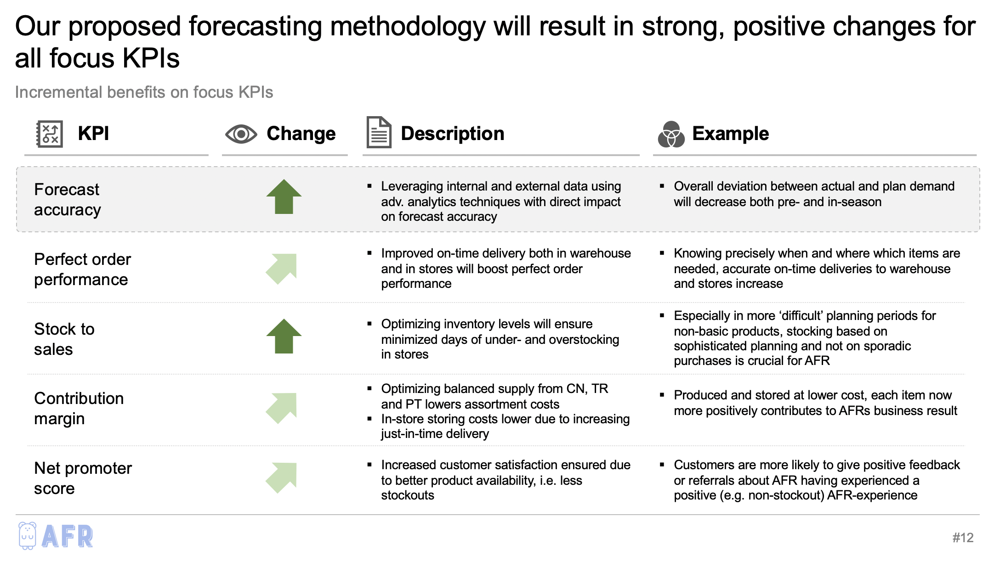 Our proposed forecasting methodology will result in strong, positive changes for
all focus KPIs
Incremental benefits on focus KPIs
KPI
Change
Description
Example
Forecast
accuracy
▪ Leveraging internal and external data using
adv. analytics techniques with direct impact
on forecast accuracy
▪ Overall deviation between actual and plan demand
will decrease both pre- and in-season
Perfect order
performance
▪ Improved on-time delivery both in warehouse
and in stores will boost perfect order
performance
▪ Knowing precisely when and where which items are
needed, accurate on-time deliveries to warehouse
and stores increase
Stock to
sales
▪ Optimizing inventory levels will ensure
minimized days of under- and overstocking
in stores
▪ Especially in more ‘difficult’ planning periods for
non-basic products, stocking based on
sophisticated planning and not on sporadic
purchases is crucial for AFR
Contribution
margin
▪ Optimizing balanced supply from CN, TR
and PT lowers assortment costs
▪ In-store storing costs lower due to increasing
just-in-time delivery
▪ Produced and stored at lower cost, each item now
more positively contributes to AFRs business result
Net promoter
score
▪ Increased customer satisfaction ensured due
to better product availability, i.e. less
stockouts
▪ Customers are more likely to give positive feedback
or referrals about AFR having experienced a
positive (e.g. non-stockout) AFR-experience
AFR
#12